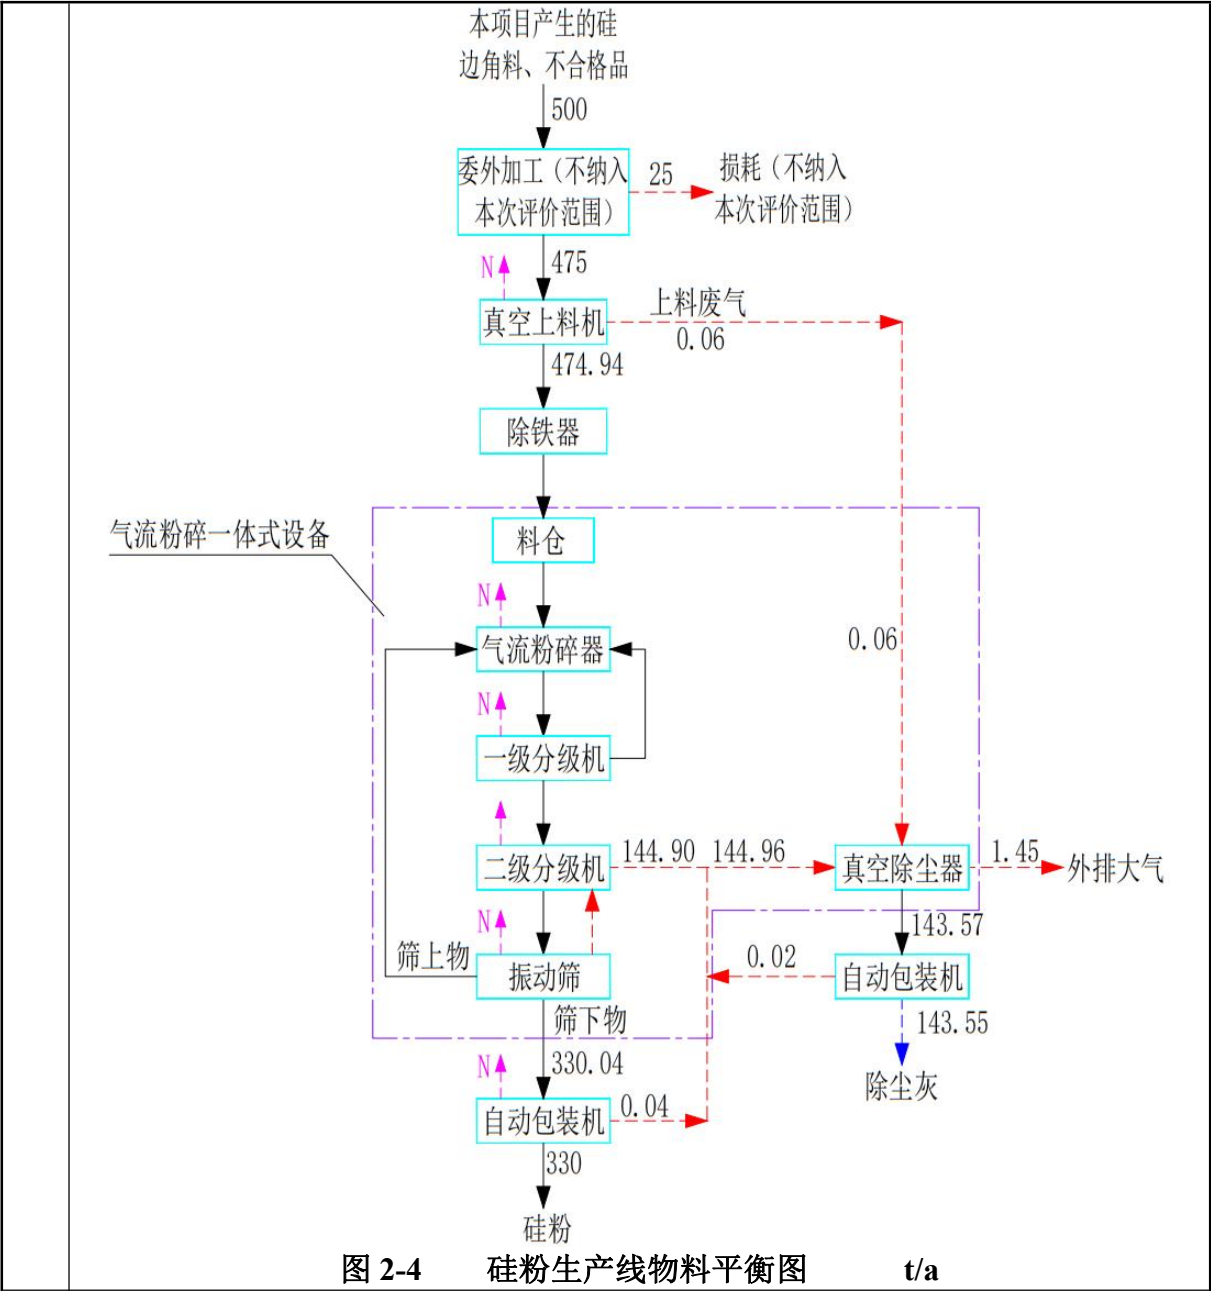 本项目产生的硅
边角料、不合格品
500
委外加工（不纳入
本次评价范围）
25
损耗（不纳入
本次评价范围）
N
475
真空上料机
上料废气
0.06
474.94
除铁器
气流粉碎一体式设备
料仓
N
气流粉碎器
0.06
N
一级分级机
二级分级机
144.90
144.96
真空除尘器
1.45
外排大气
N
143.57
筛上物
振动筛
0.02
自动包装机
筛下物
143.55
N
330.04
除尘灰
自动包装机
0.04
330
硅粉
图 2-4 硅粉生产线物料平衡图 t/a